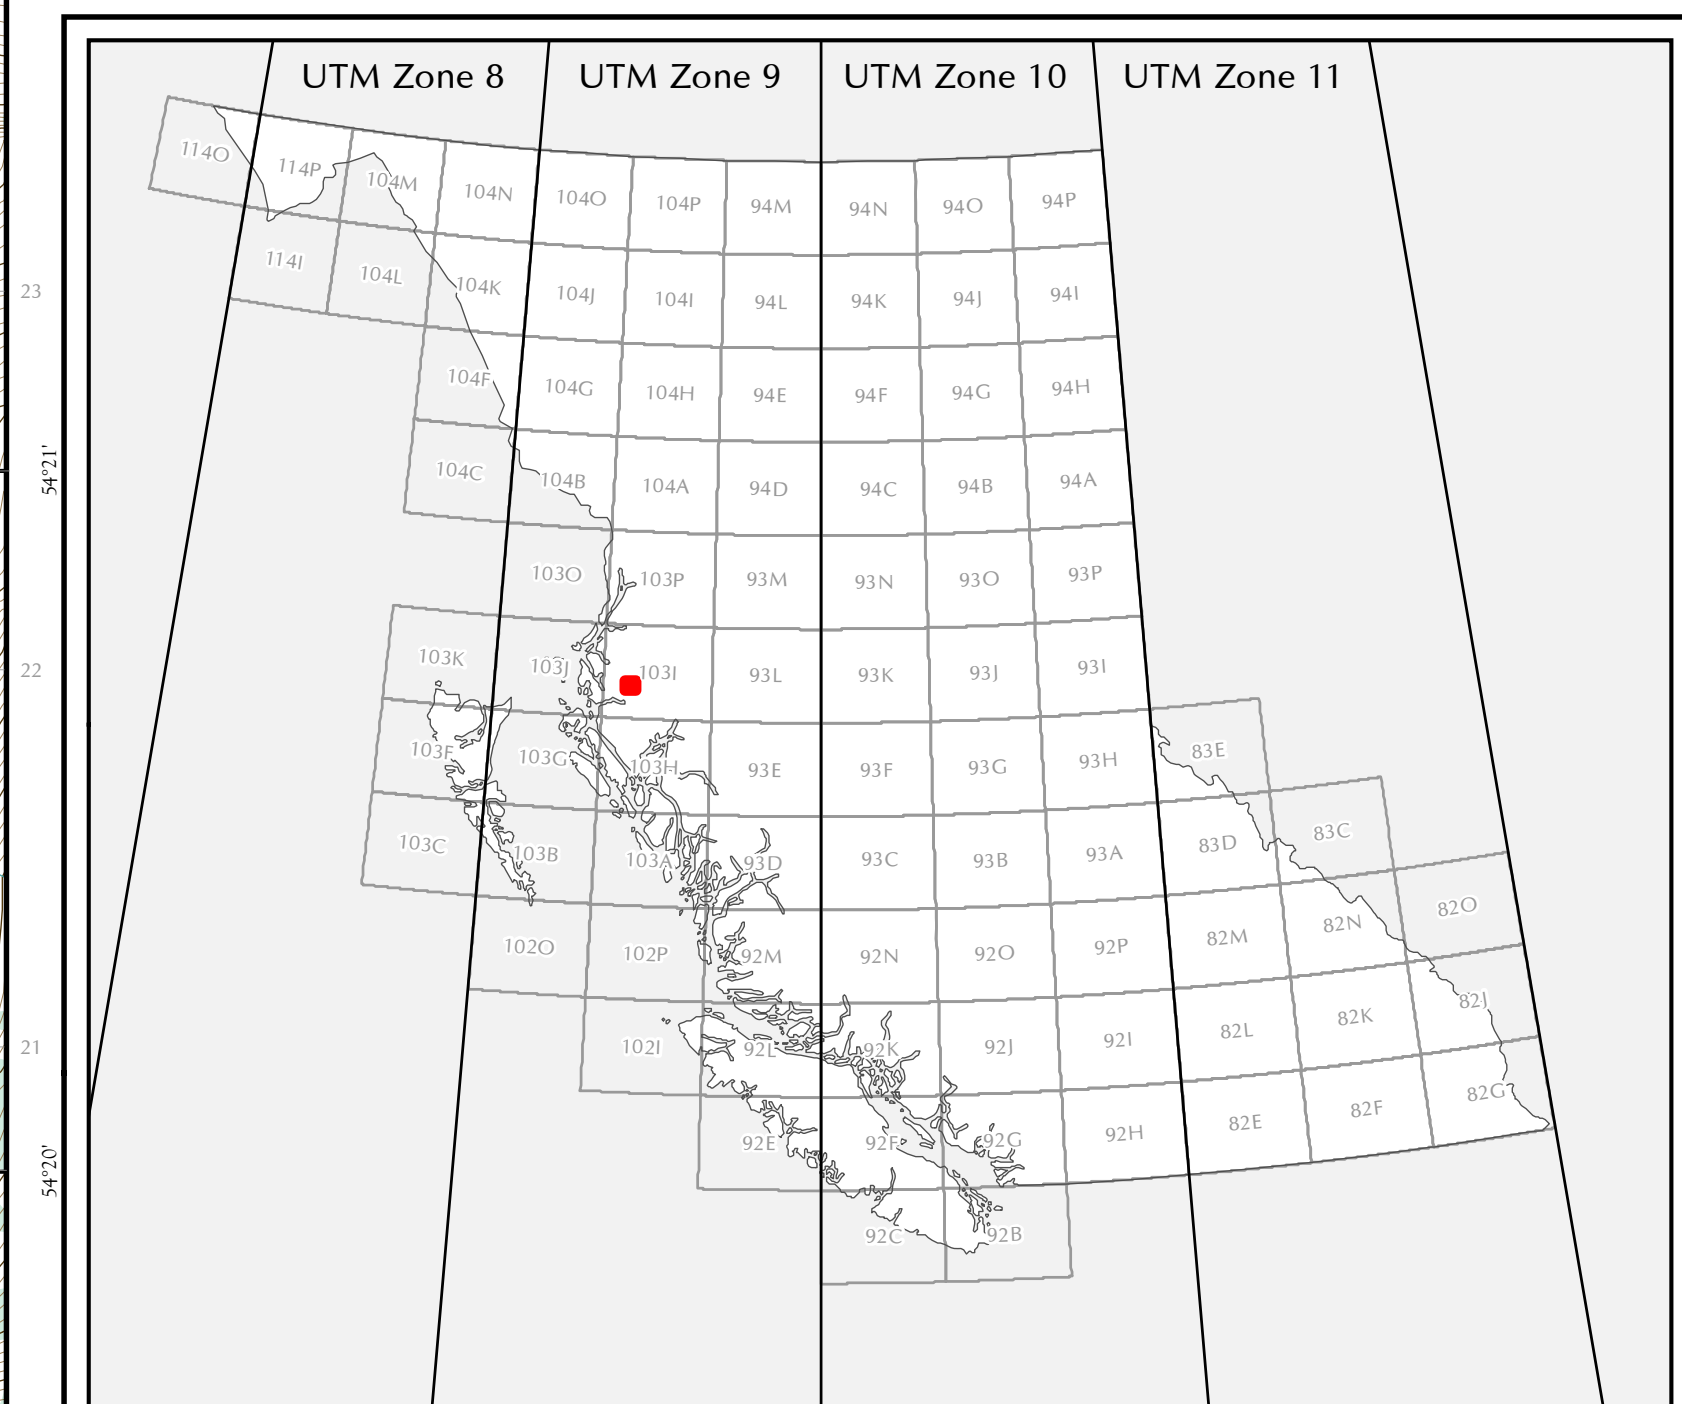 UTM Zone 8 UTM Zone 9 UTM Zone 10 UTM Zone 11
114O 114P 104M 104N 104O 104P 94M 94N 94O 94P
114I 104L 104K 104J 104I 94L 94K 94J 94I
23
104F 104G 104H 94E 94F 94G 94H
54°21'
104C 104B 104A 94D 94C 94B 94A
103O 103P 93M 93N 93O 93P
22
103K 103J 103I 93L 93K 93J 93I
103F 103G 103H 93E 93F 93G 93H 83E
103C 103B 103A 93D 93C 93B 93A 83D 83C
102O 102P 92M 92N 92O 92P 82M 82N 82O
21
102I 92L 92K 92J 92I 82L 82K 82J
54°20'
92E 92F 92G 92H 82E 82F 82G
92C 92B